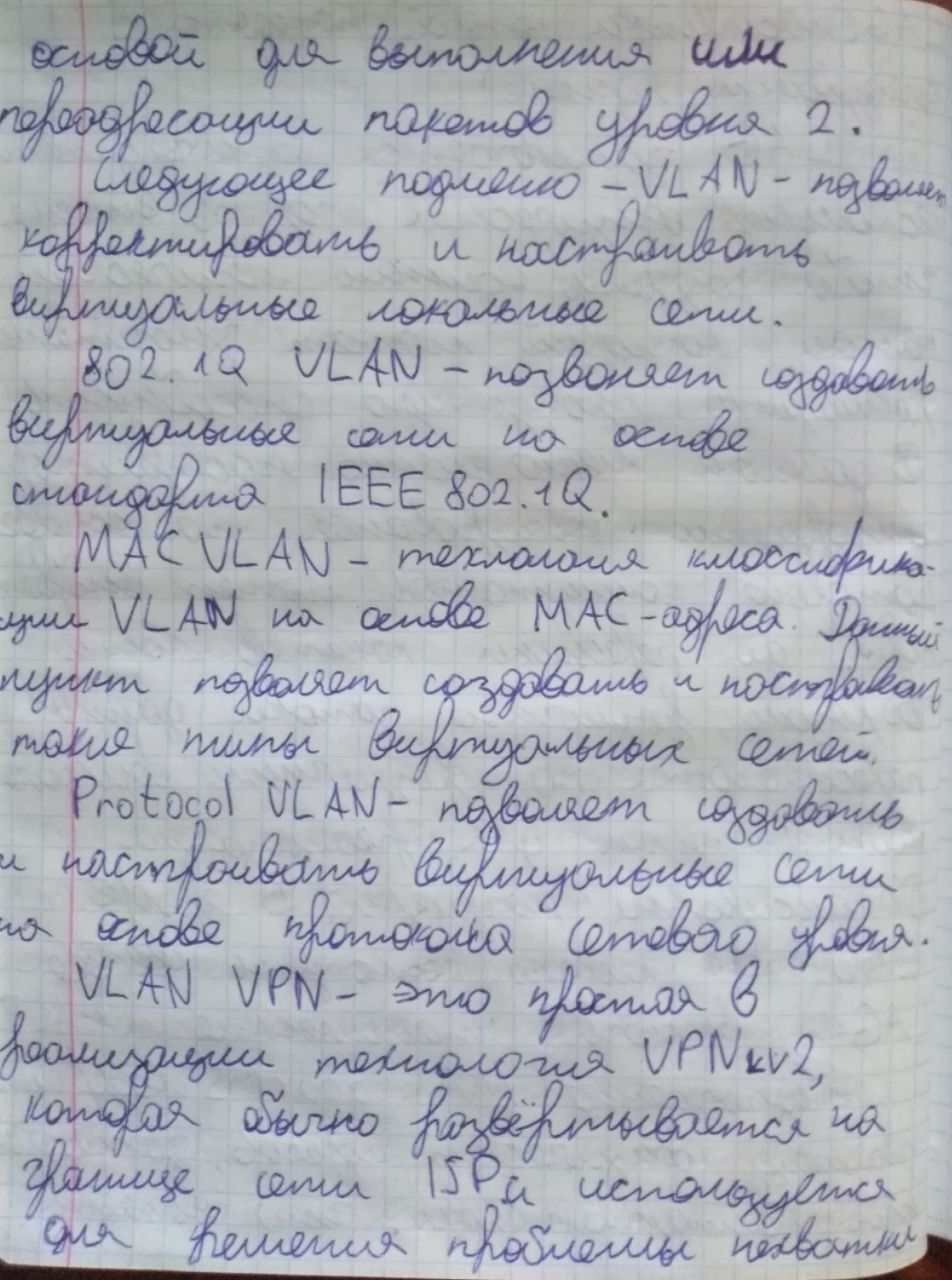 основой для выполнения или
переадресации пакетов уровня 2.
Следующее подменю – VLAN – позволяет
корректировать и настраивать
виртуальные локальные сети.
802.1Q VLAN – позволяет создавать
виртуальные сети на основе
стандарта IEEE 802.1Q.
MAC VLAN – технология классифика-
ции VLAN на основе MAC-адреса. Данный
пункт позволяет создавать и настраивать
такие типы виртуальных сетей.
Protocol VLAN – позволяет создавать
и настраивать виртуальные сети
на основе протокола сетевого уровня.
VLAN VPN – это простая в
реализации технология VPN
которая обычно развёртывается на
границе сети ISP и используется
для решения проблемы нехватки